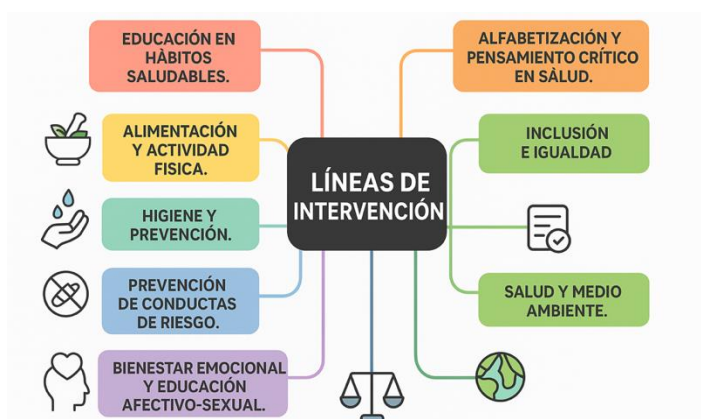 EDUCACIÓN EN
HÀBITOS
SALUDABLES.
ALIMENTACIÓN
Y ACTIVIDAD
FISICA.
HIGIENE Y
PREVENCIÓN.
PREVENCIÓN
DE CONDUCTAS
DE RIESGO.
BIENESTAR EMOCIONAL
Y EDUCACIÓN
AFECTIVO-SEXUAL.
LÍNEAS DE
INTERVENCIÓN
ALFABETIZACIÓN Y
PENSAMIENTO CRÍTICO
EN SÀLUD.
INCLUSIÓN
E IGUALDAD
SALUD Y MEDIO
AMBIENTE.